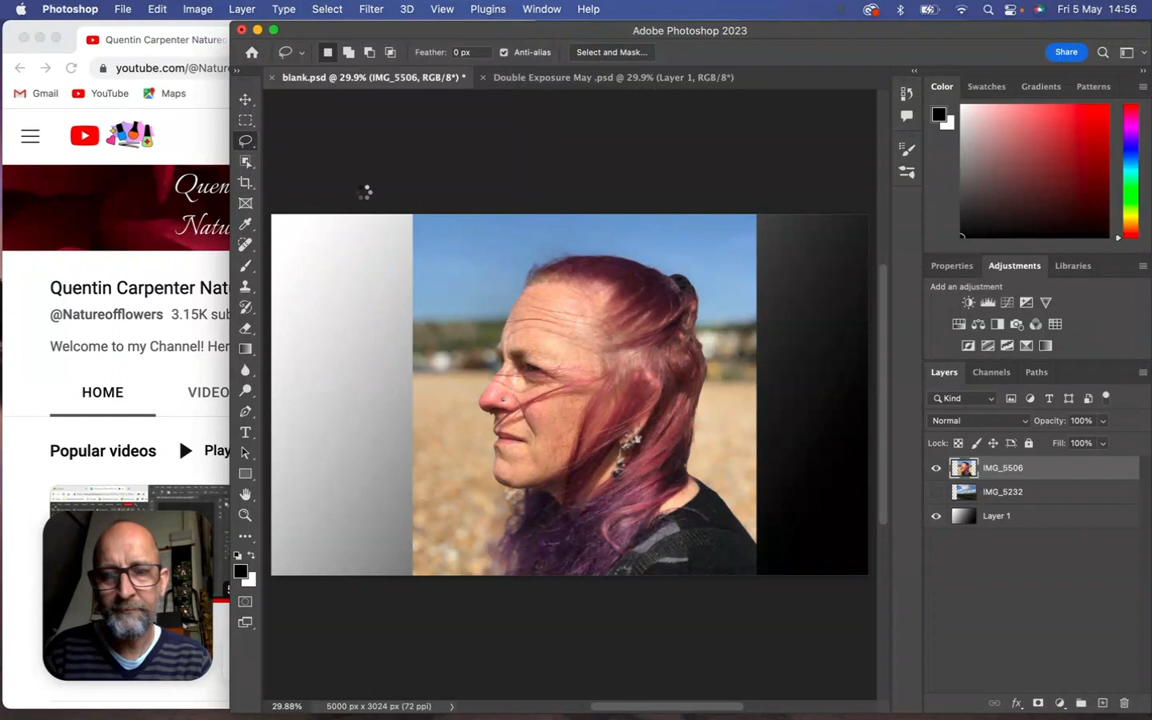 Photoshop File Edit Image Layer Type Select Filter 3D View Plugins Window Help Fri 5 May 14:56
Quentin Carpenter Nature
Adobe Photoshop 2023
youtube.com/@Nature
Feather: 0 px Anti-alias Select and Mask... Share
blank.psd @ 29.9% (IMG_5506, RGB/8*) * Double Exposure May .psd @ 29.9% (Layer 1, RGB/8*)
Gmail YouTube Maps
Color Swatches Gradients Patterns
Quen
Natu
Quentin Carpenter Nat
@Natureofflowers 3.15K sub
Welcome to my Channel! Her
HOME VIDEO
Popular videos Play
Properties Adjustments Libraries
Add an adjustment
Layers Channels Paths
Kind
Normal Opacity: 100%
Lock: Fill: 100%
IMG_5506
IMG_5232
Layer 1
29.88% 5000 px x 3024 px (72 ppi)